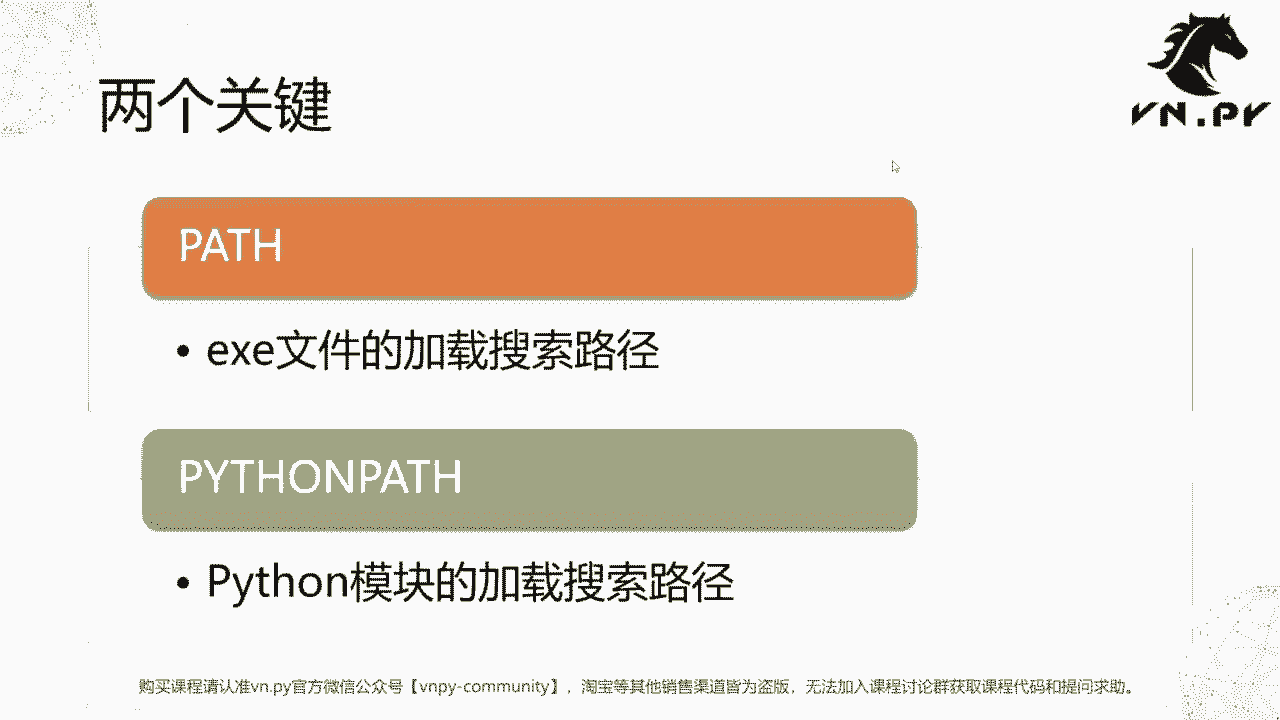 两个关键
VN.PY
PATH
• exe文件的加载搜索路径
PYTHONPATH
• Python模块的加载搜索路径
购买课程请认准vn.py官方微信公众号【vnpy-community】，淘宝等其他销售渠道皆为盗版，无法加入课程讨论群获取课程代码和提问求助。